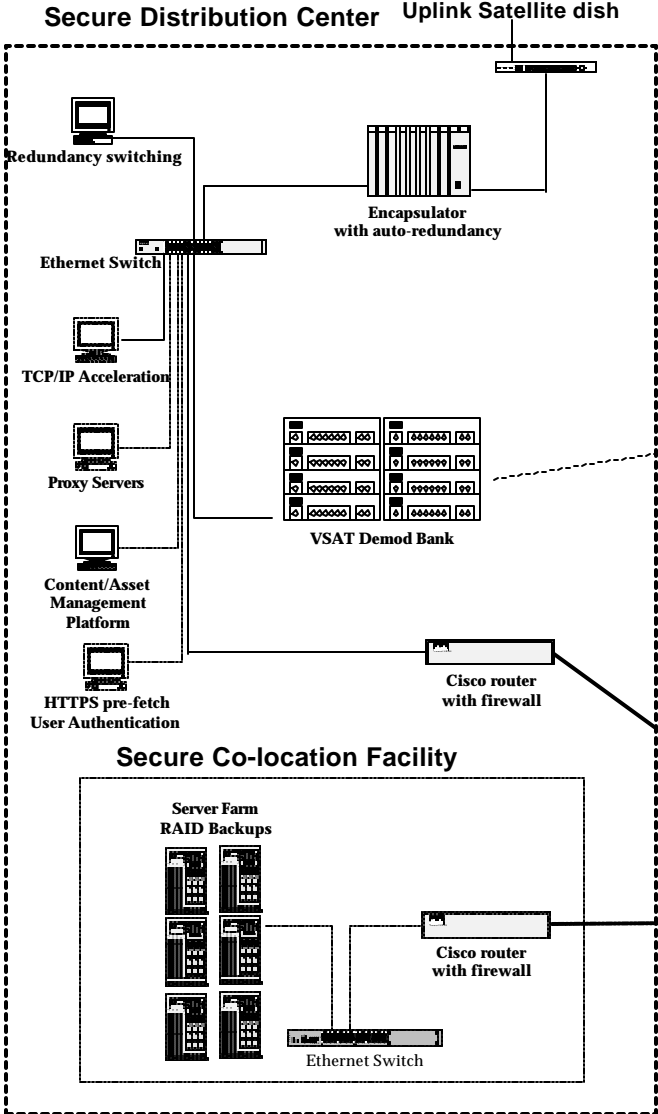 Secure Distribution Center
Uplink Satellite dish
Redundancy switching
Encapsulator
with auto-redundancy
Ethernet Switch
TCP/IP Acceleration
Proxy Servers
VSAT Demod Bank
Content/Asset
Management
Platform
Cisco router
with firewall
HTTPS pre-fetch
User Authentication
Secure Co-location Facility
Server Farm
RAID Backups
Cisco router
with firewall
Ethernet Switch